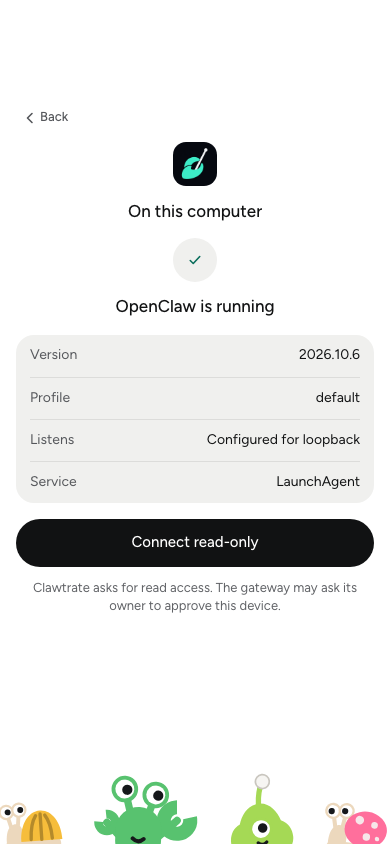 Back
On this computer
OpenClaw is running
Version 2026.10.6
Profile default
Listens Configured for loopback
Service LaunchAgent
Connect read-only
Clawtrate asks for read access. The gateway may ask its
owner to approve this device.